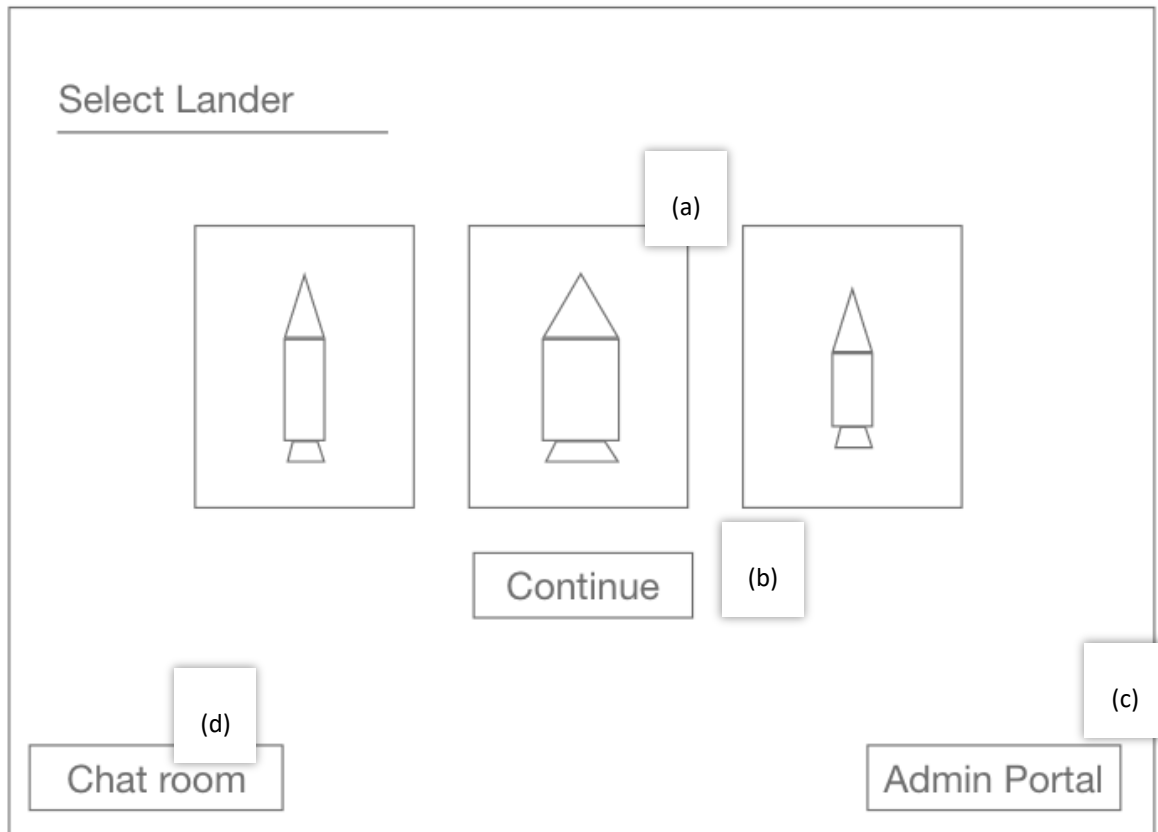 Select Lander
(a)
Continue
(b)
(c)
(d)
Chat room
Admin Portal